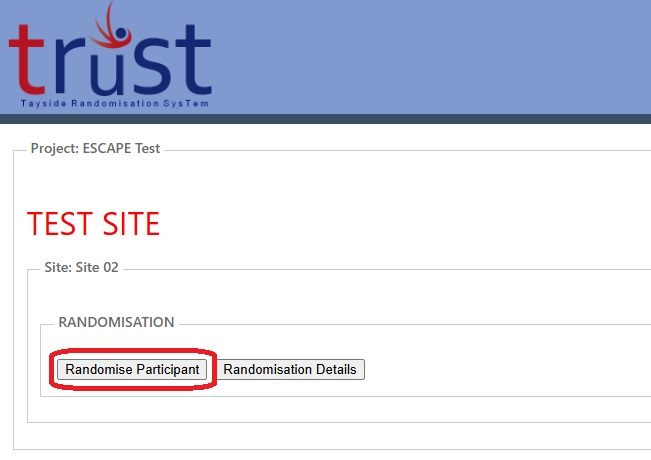 trust
Tayside Randomisation SysTem
Project: ESCAPE Test
TEST SITE
Site: Site 02
RANDOMISATION
Randomise Participant Randomisation Details